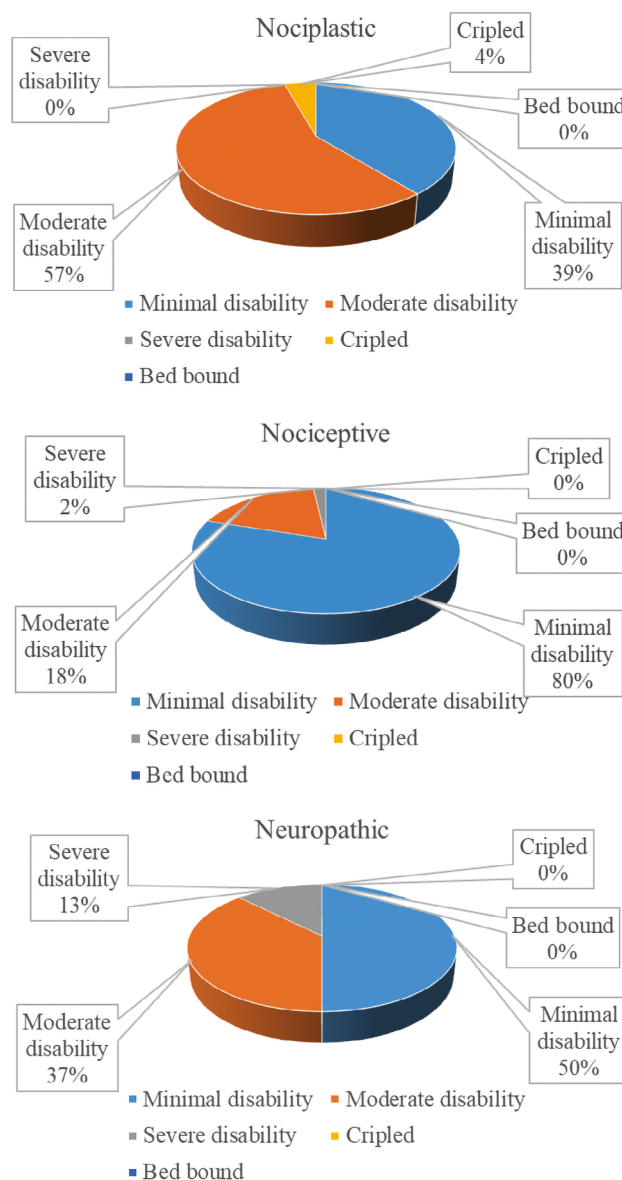 Nociplastic
Severe
disability
0%
Cripled
4%
Bed bound
0%
Moderate
disability
57%
Minimal
disability
39%
Minimal disability
Moderate disability
Severe disability
Cripled
Bed bound
Nociceptive
Severe
disability
2%
Cripled
0%
Bed bound
0%
Moderate
disability
18%
Minimal
disability
80%
Minimal disability
Moderate disability
Severe disability
Cripled
Bed bound
Neuropathic
Severe
disability
13%
Cripled
0%
Bed bound
0%
Moderate
disability
37%
Minimal
disability
50%
Minimal disability
Moderate disability
Severe disability
Cripled
Bed bound